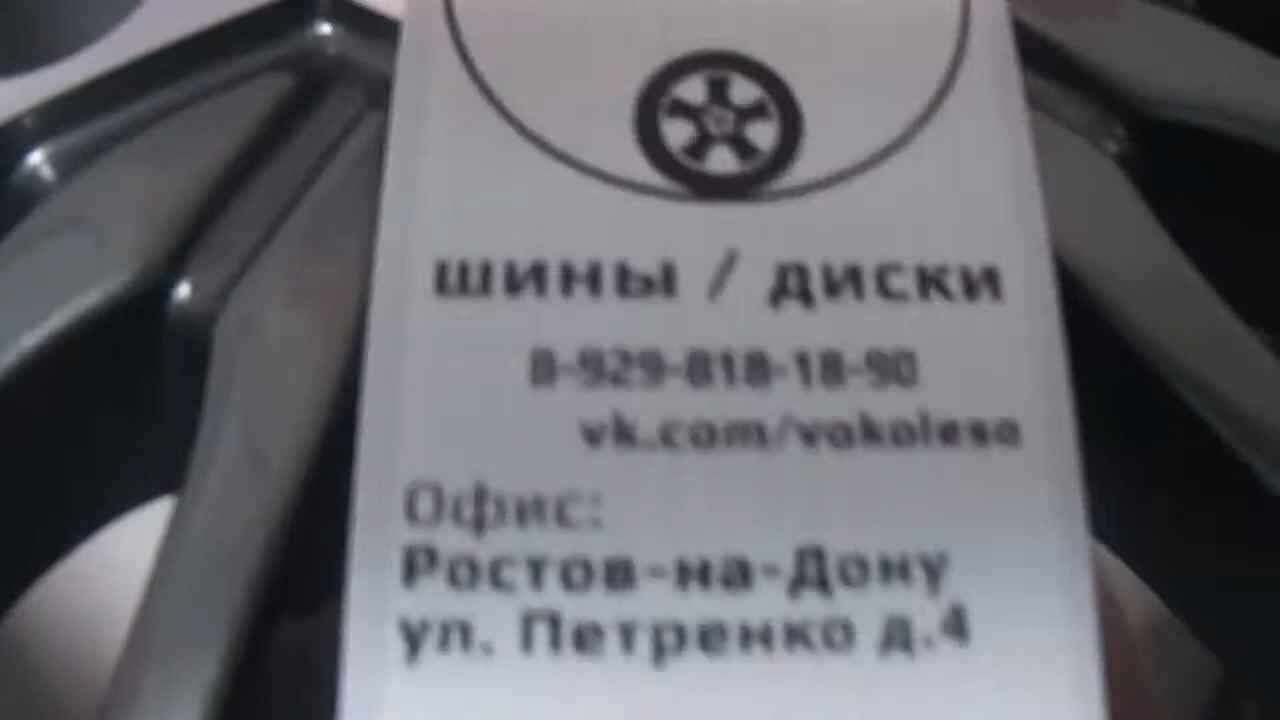 шины / диски
8-929-818-18-90
vk.com/vokoleso
Офис:
Ростов-на-Дону
ул. Петренко д.4